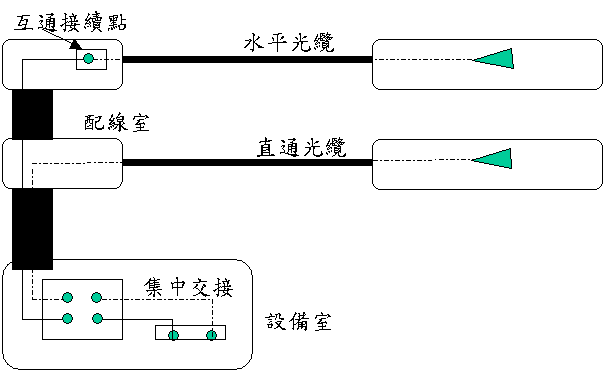 互通接續點
水平光纜
配線室
直通光纜
集中交接
設備室